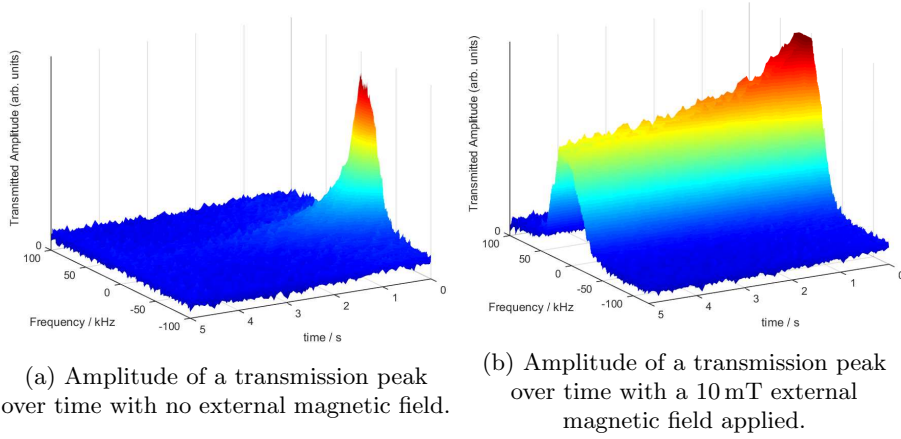 Transmitted Amplitude (arb. units)
0
100
50
0
-50
-100
Frequency / kHz
5
4
3
2
1
0
time / s
(a) Amplitude of a transmission peak
over time with no external magnetic field.
Transmitted Amplitude (arb. units)
0
100
50
0
-50
-100
Frequency / kHz
5
4
3
2
1
0
time / s
(b) Amplitude of a transmission peak
over time with a 10 mT external
magnetic field applied.